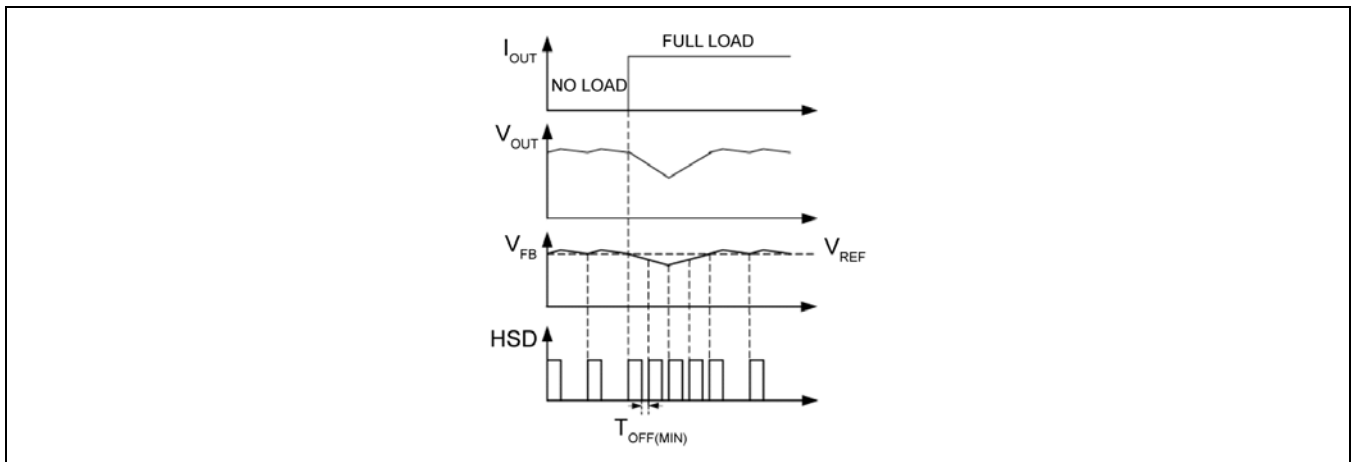 I_OUT
FULL LOAD
NO LOAD
V_OUT
V_FB
V_REF
HSD
T_OFF(MIN)